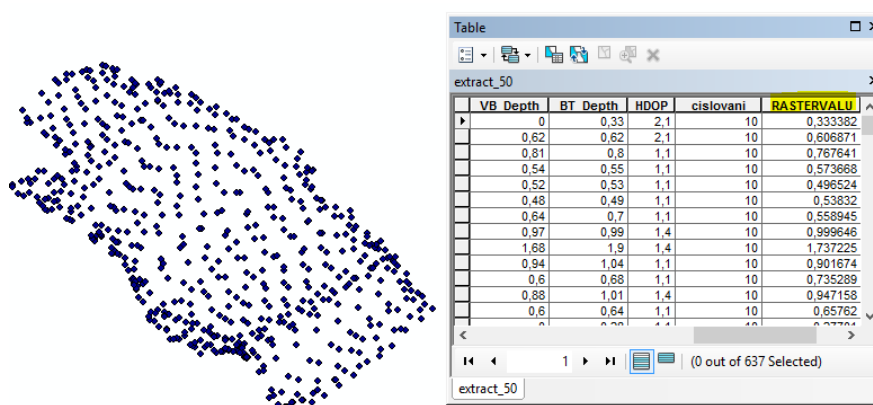 Table
extract_50
VB_Depth BT_Depth HDOP cislovani RASTERVALU
0 0,33 2,1 10 0,333382
0,62 0,62 2,1 10 0,606871
0,81 0,8 1,1 10 0,767641
0,54 0,55 1,1 10 0,573668
0,52 0,53 1,1 10 0,496524
0,48 0,49 1,1 10 0,53832
0,64 0,7 1,1 10 0,558945
0,97 0,99 1,4 10 0,999646
1,68 1,9 1,4 10 1,737225
0,94 1,04 1,1 10 0,901674
0,6 0,68 1,1 10 0,735289
0,88 1,01 1,4 10 0,947158
0,6 0,64 1,1 10 0,65762
1 (0 out of 637 Selected)
extract_50